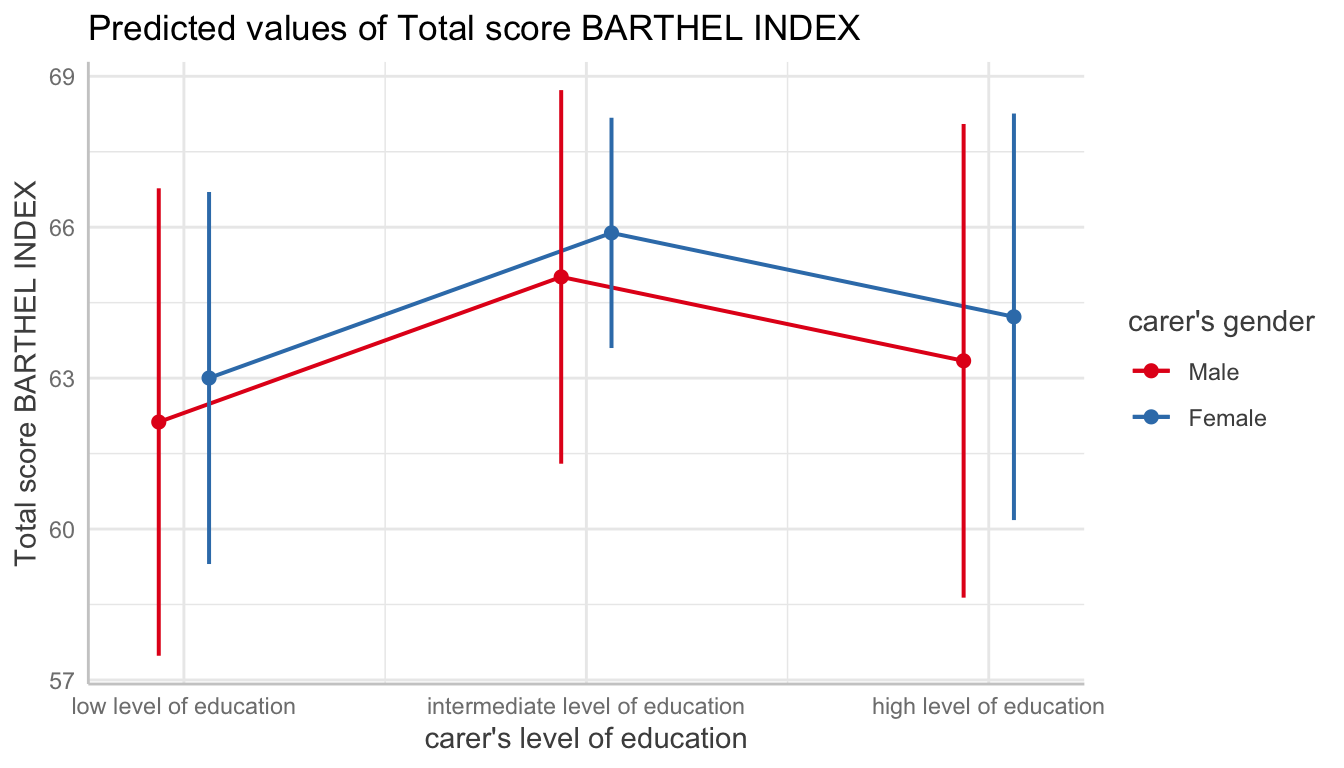 Predicted values of Total score BARTHEL INDEX
Total score BARTHEL INDEX
69
66
63
60
57
low level of education
intermediate level of education
high level of education
carer's level of education
carer's gender
Male
Female